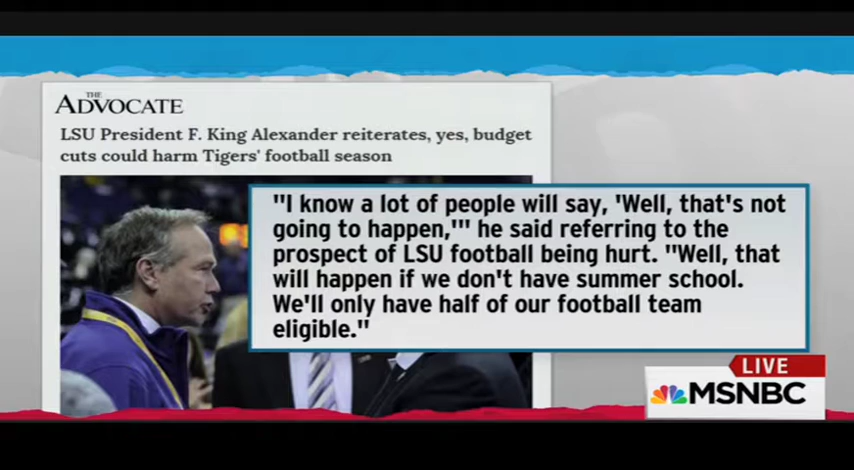 THE
ADVOCATE
LSU President F. King Alexander reiterates, yes, budget
cuts could harm Tigers' football season
"I know a lot of people will say, 'Well, that's not
going to happen,'" he said referring to the
prospect of LSU football being hurt. "Well, that
will happen if we don't have summer school.
We'll only have half of our football team
eligible."
LIVE
MSNBC